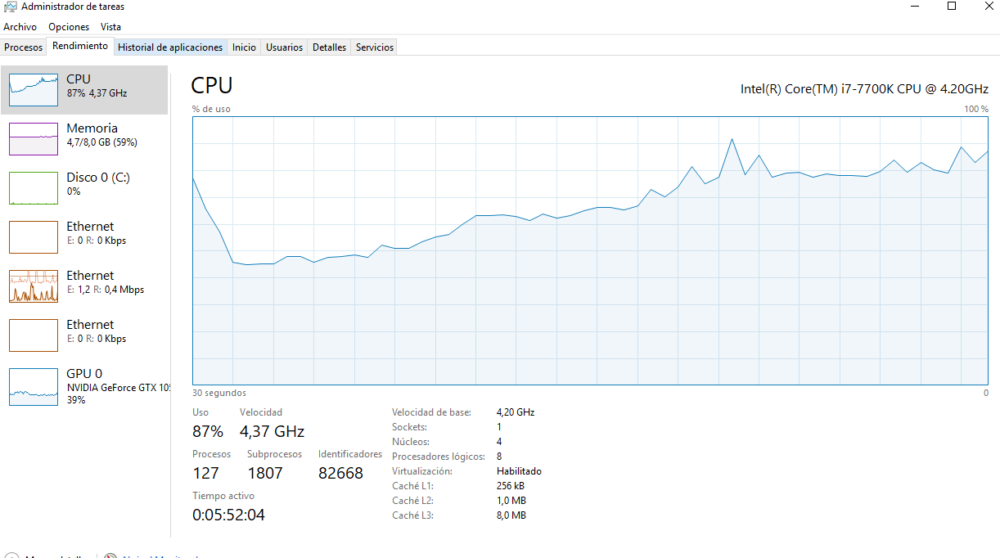 Administrador de tareas
Archivo Opciones Vista
Procesos Rendimiento Historial de aplicaciones Inicio Usuarios Detalles Servicios
CPU
87% 4,37 GHz
Memoria
4,7/8,0 GB (59%)
Disco 0 (C:)
0%
Ethernet
E: 0 R: 0 Kbps
Ethernet
E: 1,2 R: 0,4 Mbps
Ethernet
E: 0 R: 0 Kbps
GPU 0
NVIDIA GeForce GTX 105
39%
CPU
Intel(R) Core(TM) i7-7700K CPU @ 4.20GHz
% de uso
100 %
30 segundos
0
Uso Velocidad
87% 4,37 GHz
Procesos Subprocesos Identificadores
127 1807 82668
Tiempo activo
0:05:52:04
Velocidad de base: 4,20 GHz
Sockets: 1
Núcleos: 4
Procesadores lógicos: 8
Virtualización: Habilitado
Caché L1: 256 kB
Caché L2: 1,0 MB
Caché L3: 8,0 MB